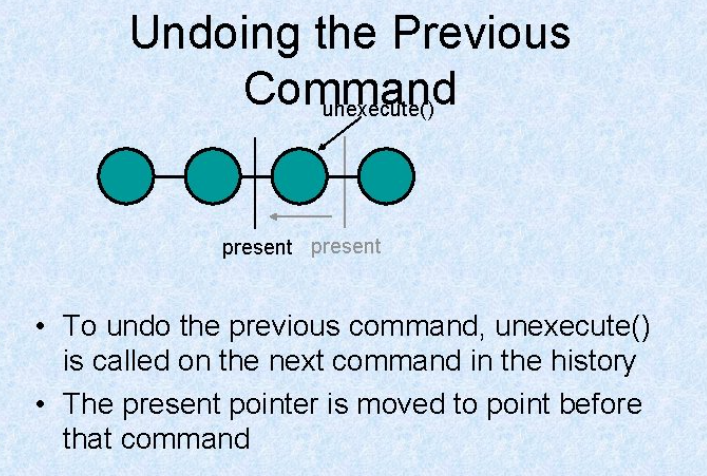 Undoing the Previous
Command
unexecute()
present present
• To undo the previous command, unexecute()
is called on the next command in the history
• The present pointer is moved to point before
that command